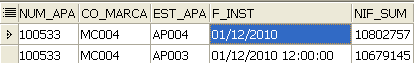 NUM_APA CO_MARCA EST_APA F_INST NIF_SUM
100533 MC004 AP004 01/12/2010 10802757
100533 MC004 AP003 01/12/2010 12:00:00 10679145